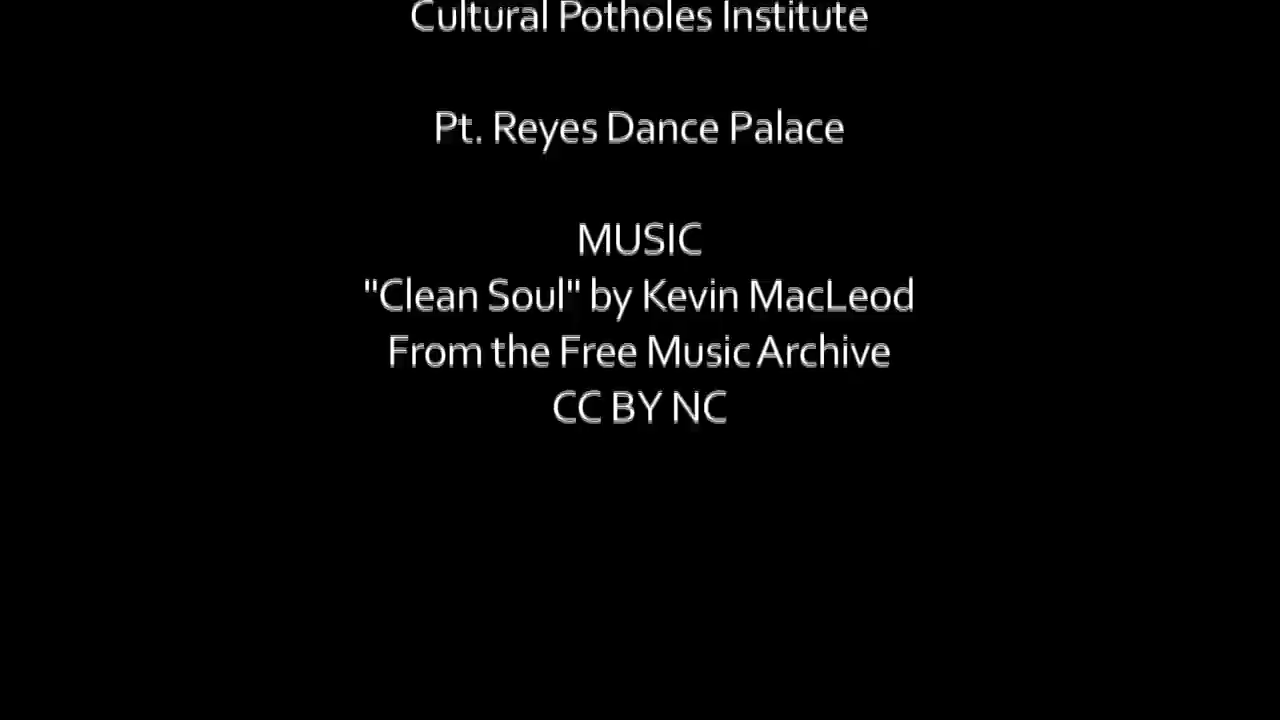 Cultural Potholes Institute
Pt. Reyes Dance Palace
MUSIC
"Clean Soul" by Kevin MacLeod
From the Free Music Archive
CC BY NC